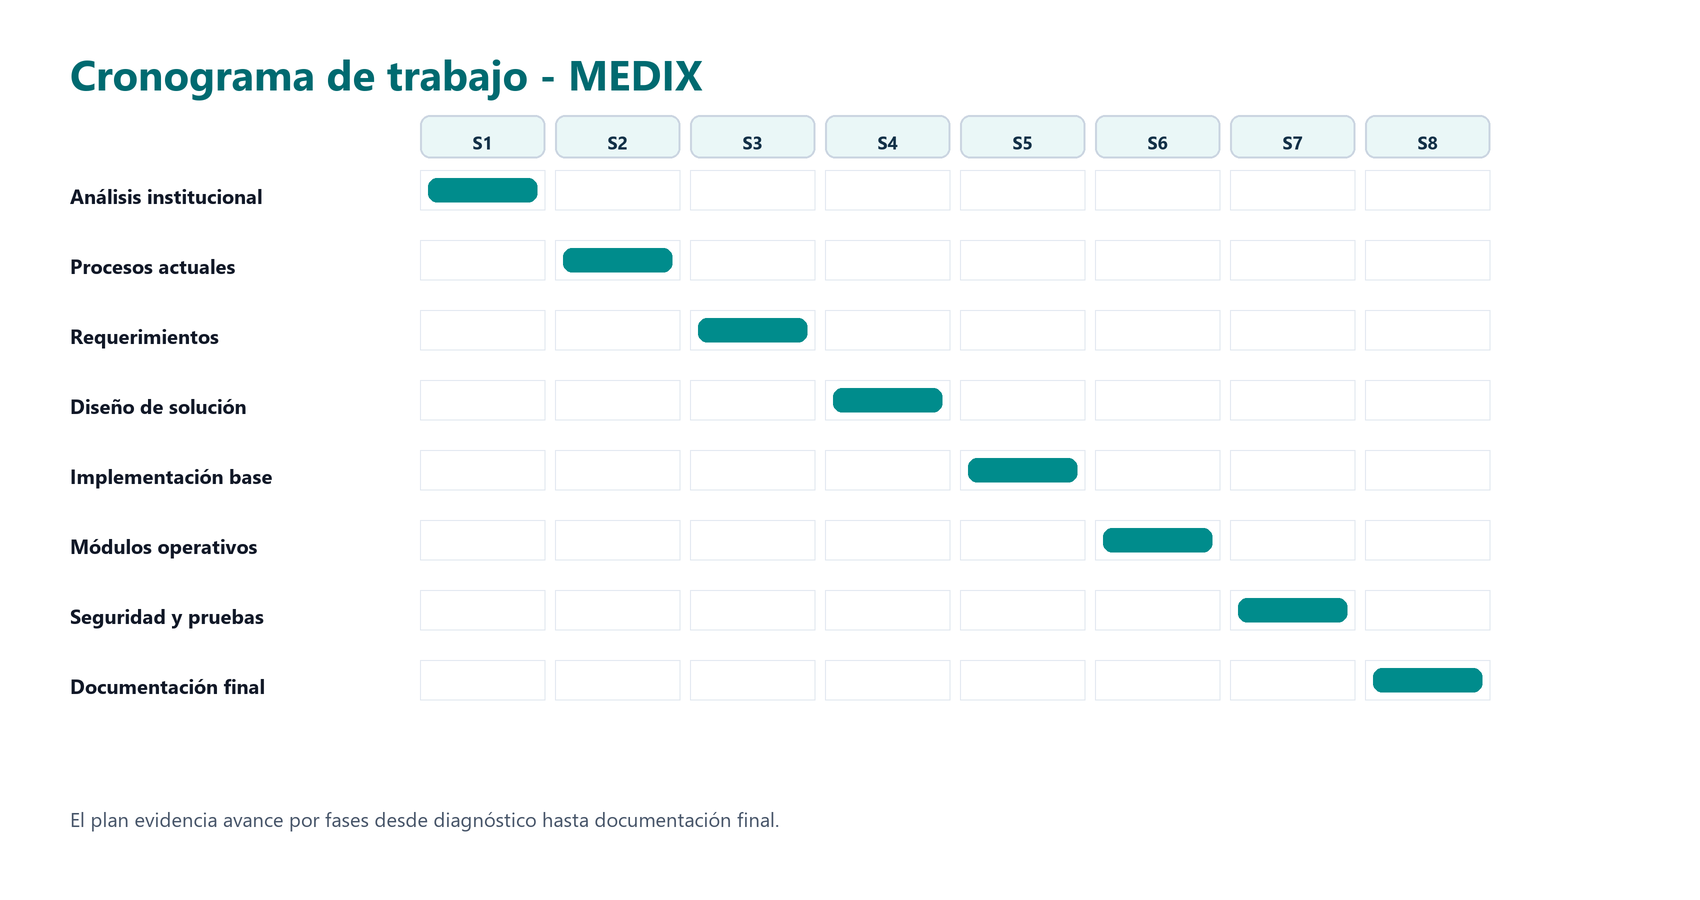 Cronograma de trabajo - MEDIX
S1 S2 S3 S4 S5 S6 S7 S8
Análisis institucional
Procesos actuales
Requerimientos
Diseño de solución
Implementación base
Módulos operativos
Seguridad y pruebas
Documentación final
El plan evidencia avance por fases desde diagnóstico hasta documentación final.